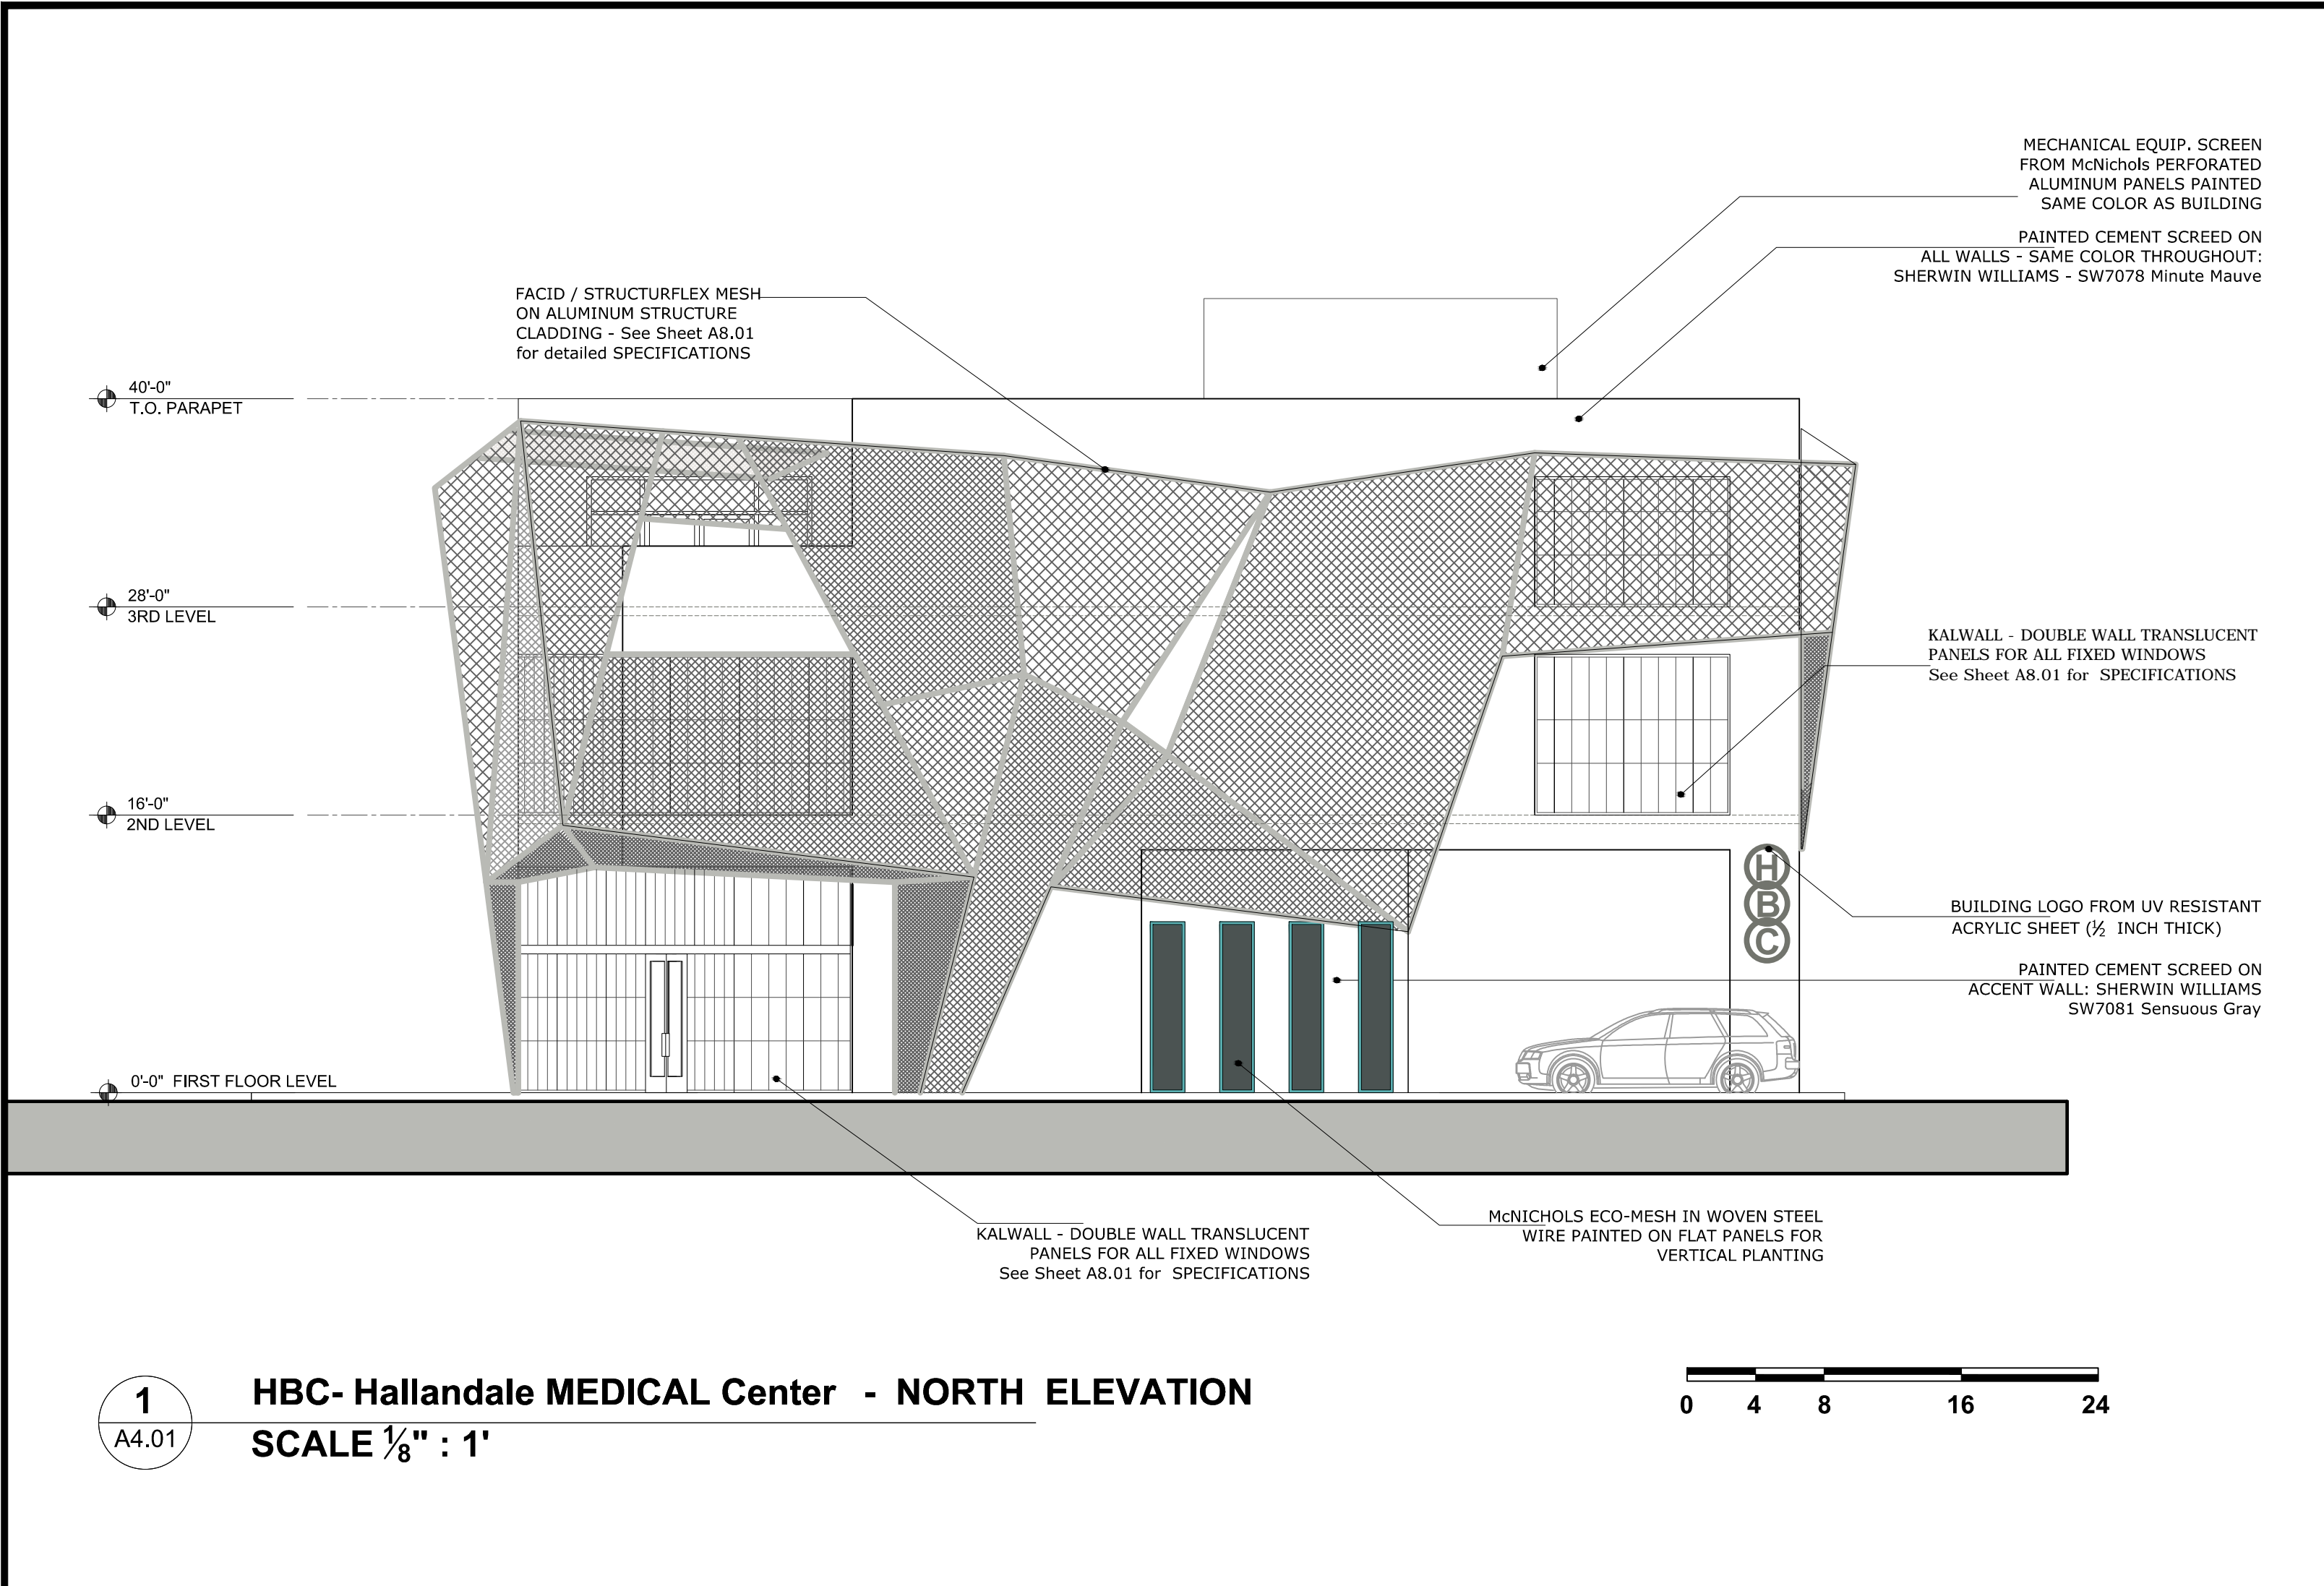 MECHANICAL EQUIP. SCREEN
FROM McNichols PERFORATED
ALUMINUM PANELS PAINTED
SAME COLOR AS BUILDING
PAINTED CEMENT SCREED ON
ALL WALLS - SAME COLOR THROUGHOUT:
SHERWIN WILLIAMS - SW7078 Minute Mauve
FACID / STRUCTURFLEX MESH
ON ALUMINUM STRUCTURE
CLADDING - See Sheet A8.01
for detailed SPECIFICATIONS
40'-0"
T.O. PARAPET
28'-0"
3RD LEVEL
KALWALL - DOUBLE WALL TRANSLUCENT
PANELS FOR ALL FIXED WINDOWS
See Sheet A8.01 for SPECIFICATIONS
16'-0"
2ND LEVEL
H
B
C
BUILDING LOGO FROM UV RESISTANT
ACRYLIC SHEET (½ INCH THICK)
PAINTED CEMENT SCREED ON
ACCENT WALL: SHERWIN WILLIAMS
SW7081 Sensuous Gray
0'-0" FIRST FLOOR LEVEL
KALWALL - DOUBLE WALL TRANSLUCENT
PANELS FOR ALL FIXED WINDOWS
See Sheet A8.01 for SPECIFICATIONS
McNICHOLS ECO-MESH IN WOVEN STEEL
WIRE PAINTED ON FLAT PANELS FOR
VERTICAL PLANTING
1
A4.01
HBC- Hallandale MEDICAL Center - NORTH ELEVATION
SCALE ⅛" : 1'
0 4 8 16 24